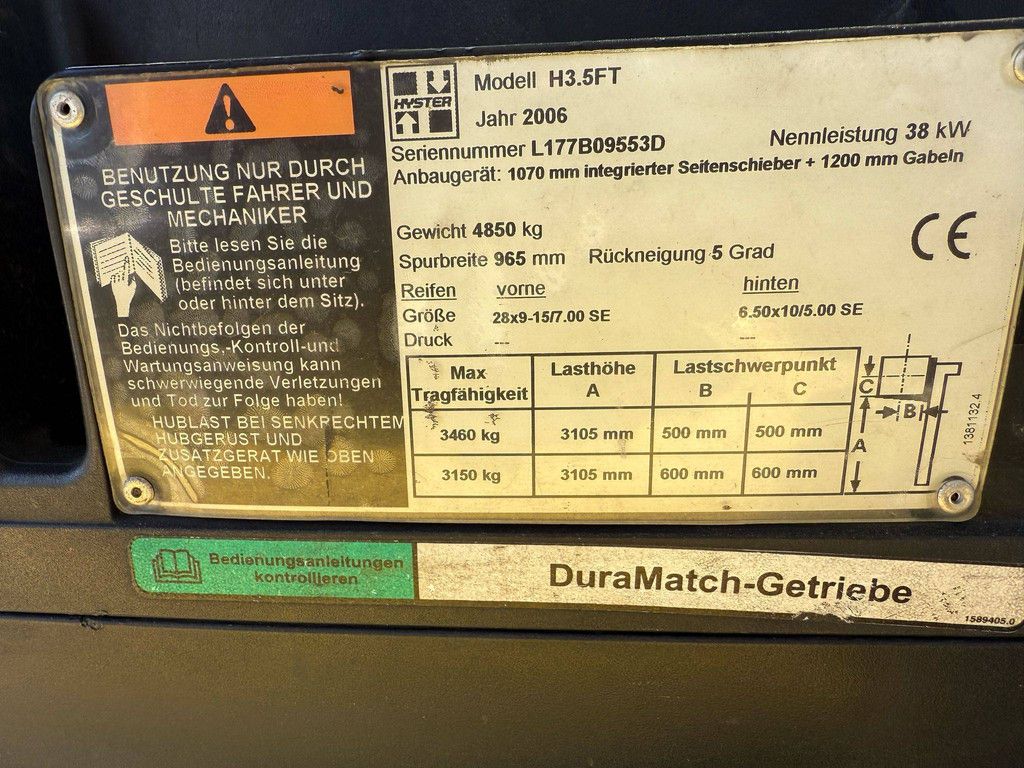 BENUTZUNG NUR DURCH
GESCHULTE FAHRER UND
MECHANIKER
Bitte lesen Sie die
Bedienungsanleitung
(befindet sich unter
oder hinter dem Sitz).
Das Nichtbefolgen der
Bedienungs.-Kontroll-und
Wartungsanweisung kann
schwerwiegende Verletzungen
und Tod zur Folge haben!
HUBLAST BEI SENKRECHTEM
HUBGERUST UND
ZUSATZGERAT WIE OBEN
ANGEGEBEN.
HYSTER
Modell H3.5FT
Jahr 2006
Seriennummer L177B09553D
Nennleistung 38 kW
Anbaugerät: 1070 mm integrierter Seitenschieber + 1200 mm Gabeln
Gewicht 4850 kg
CE
Spurbreite 965 mm Rückneigung 5 Grad
Reifen vorne hinten
Größe 28x9-15/7.00 SE 6.50x10/5.00 SE
Druck --- ---
Max Tragfähigkeit Lasthöhe A Lastschwerpunkt B C
3460 kg 3105 mm 500 mm 500 mm
3150 kg 3105 mm 600 mm 600 mm
C
B
A
1381132.4
Bedienungsanleitungen
kontrollieren
DuraMatch-Getriebe
1589405.0